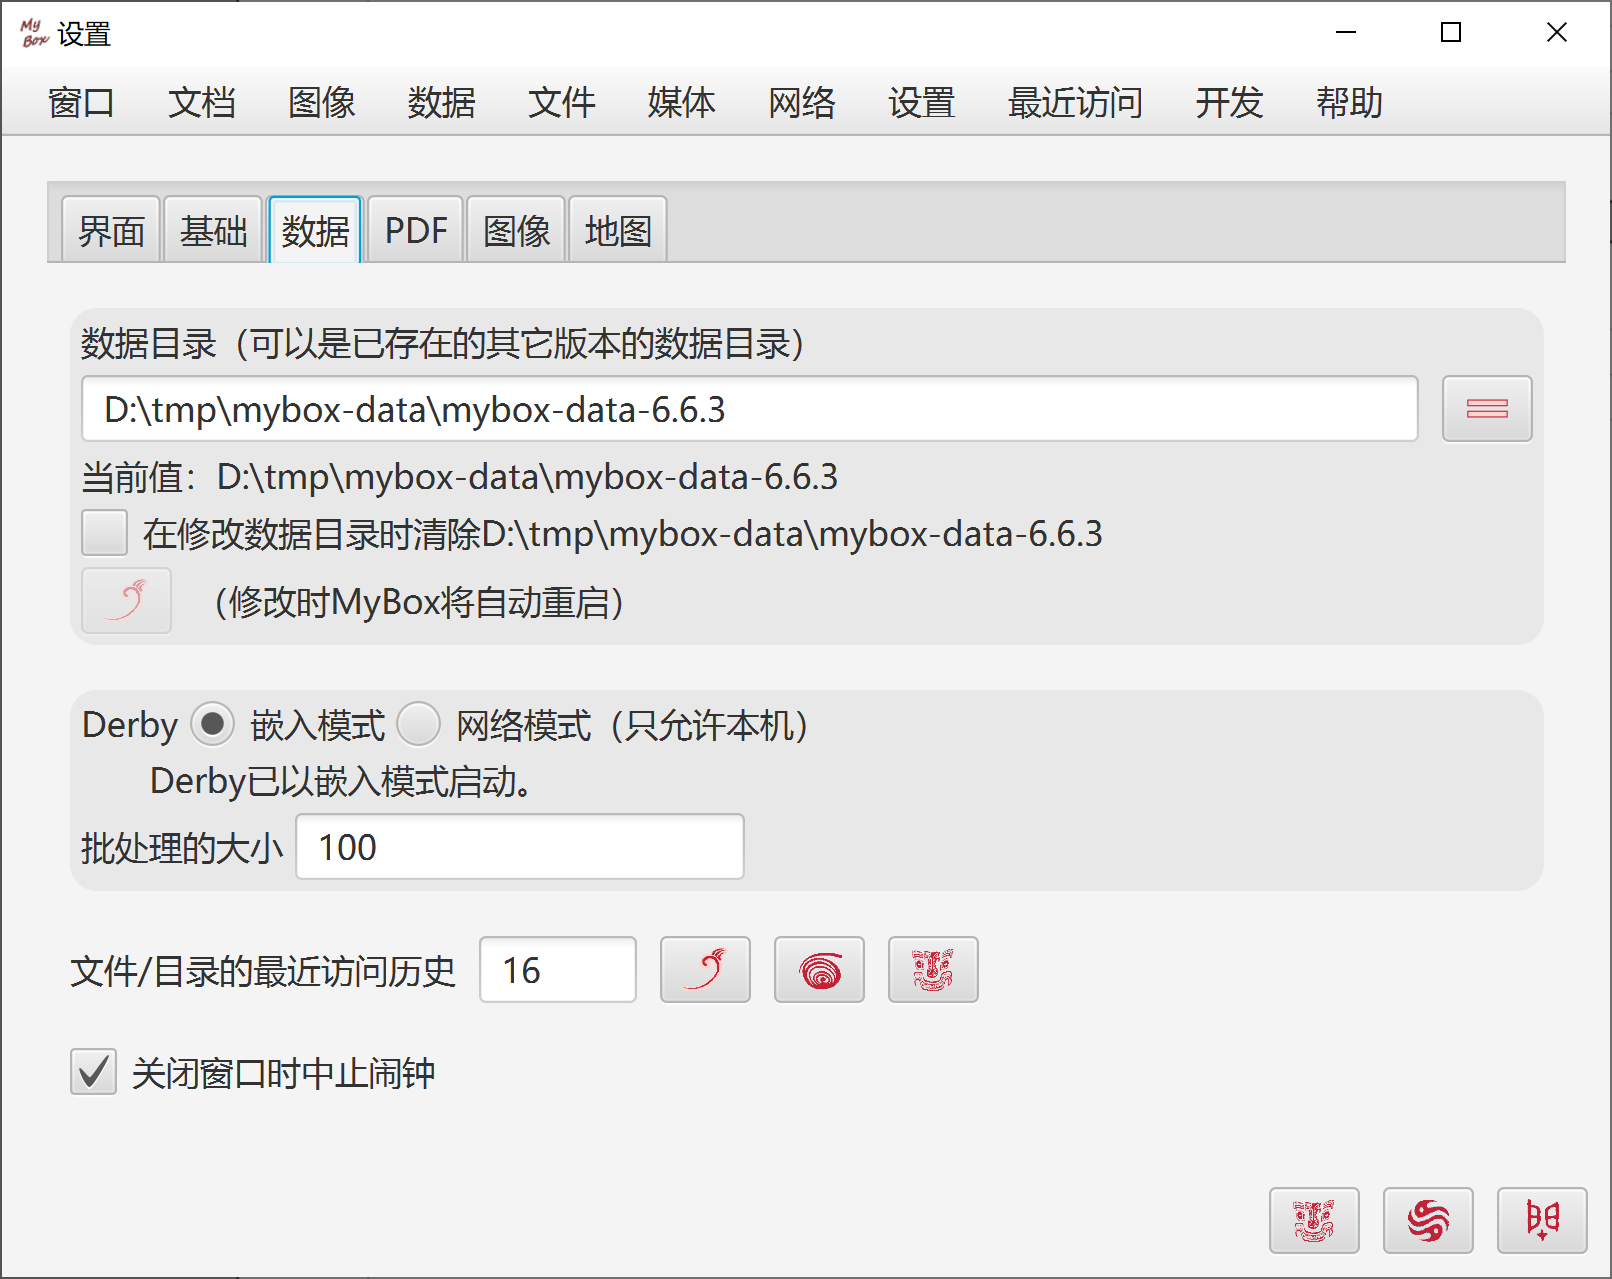 My Box 设置
窗口 文档 图像 数据 文件 媒体 网络 设置 最近访问 开发 帮助
界面 基础 数据 PDF 图像 地图
数据目录（可以是已存在的其它版本的数据目录）
D:\tmp\mybox-data\mybox-data-6.6.3
当前值：D:\tmp\mybox-data\mybox-data-6.6.3
在修改数据目录时清除D:\tmp\mybox-data\mybox-data-6.6.3
（修改时MyBox将自动重启）
Derby 嵌入模式 网络模式（只允许本机）
Derby已以嵌入模式启动。
批处理的大小 100
文件/目录的最近访问历史 16
关闭窗口时中止闹钟